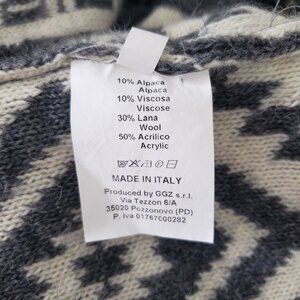 10% Alpaca
Alpaca
10% Viscosa
Viscose
30% Lana
Wool
50% Acrilico
Acrylic
MADE IN ITALY
Produced by GGZ s.r.l.
Via Tezzon 6/A
35020 Pozzonovo (PD)
P. Iva 01767000282